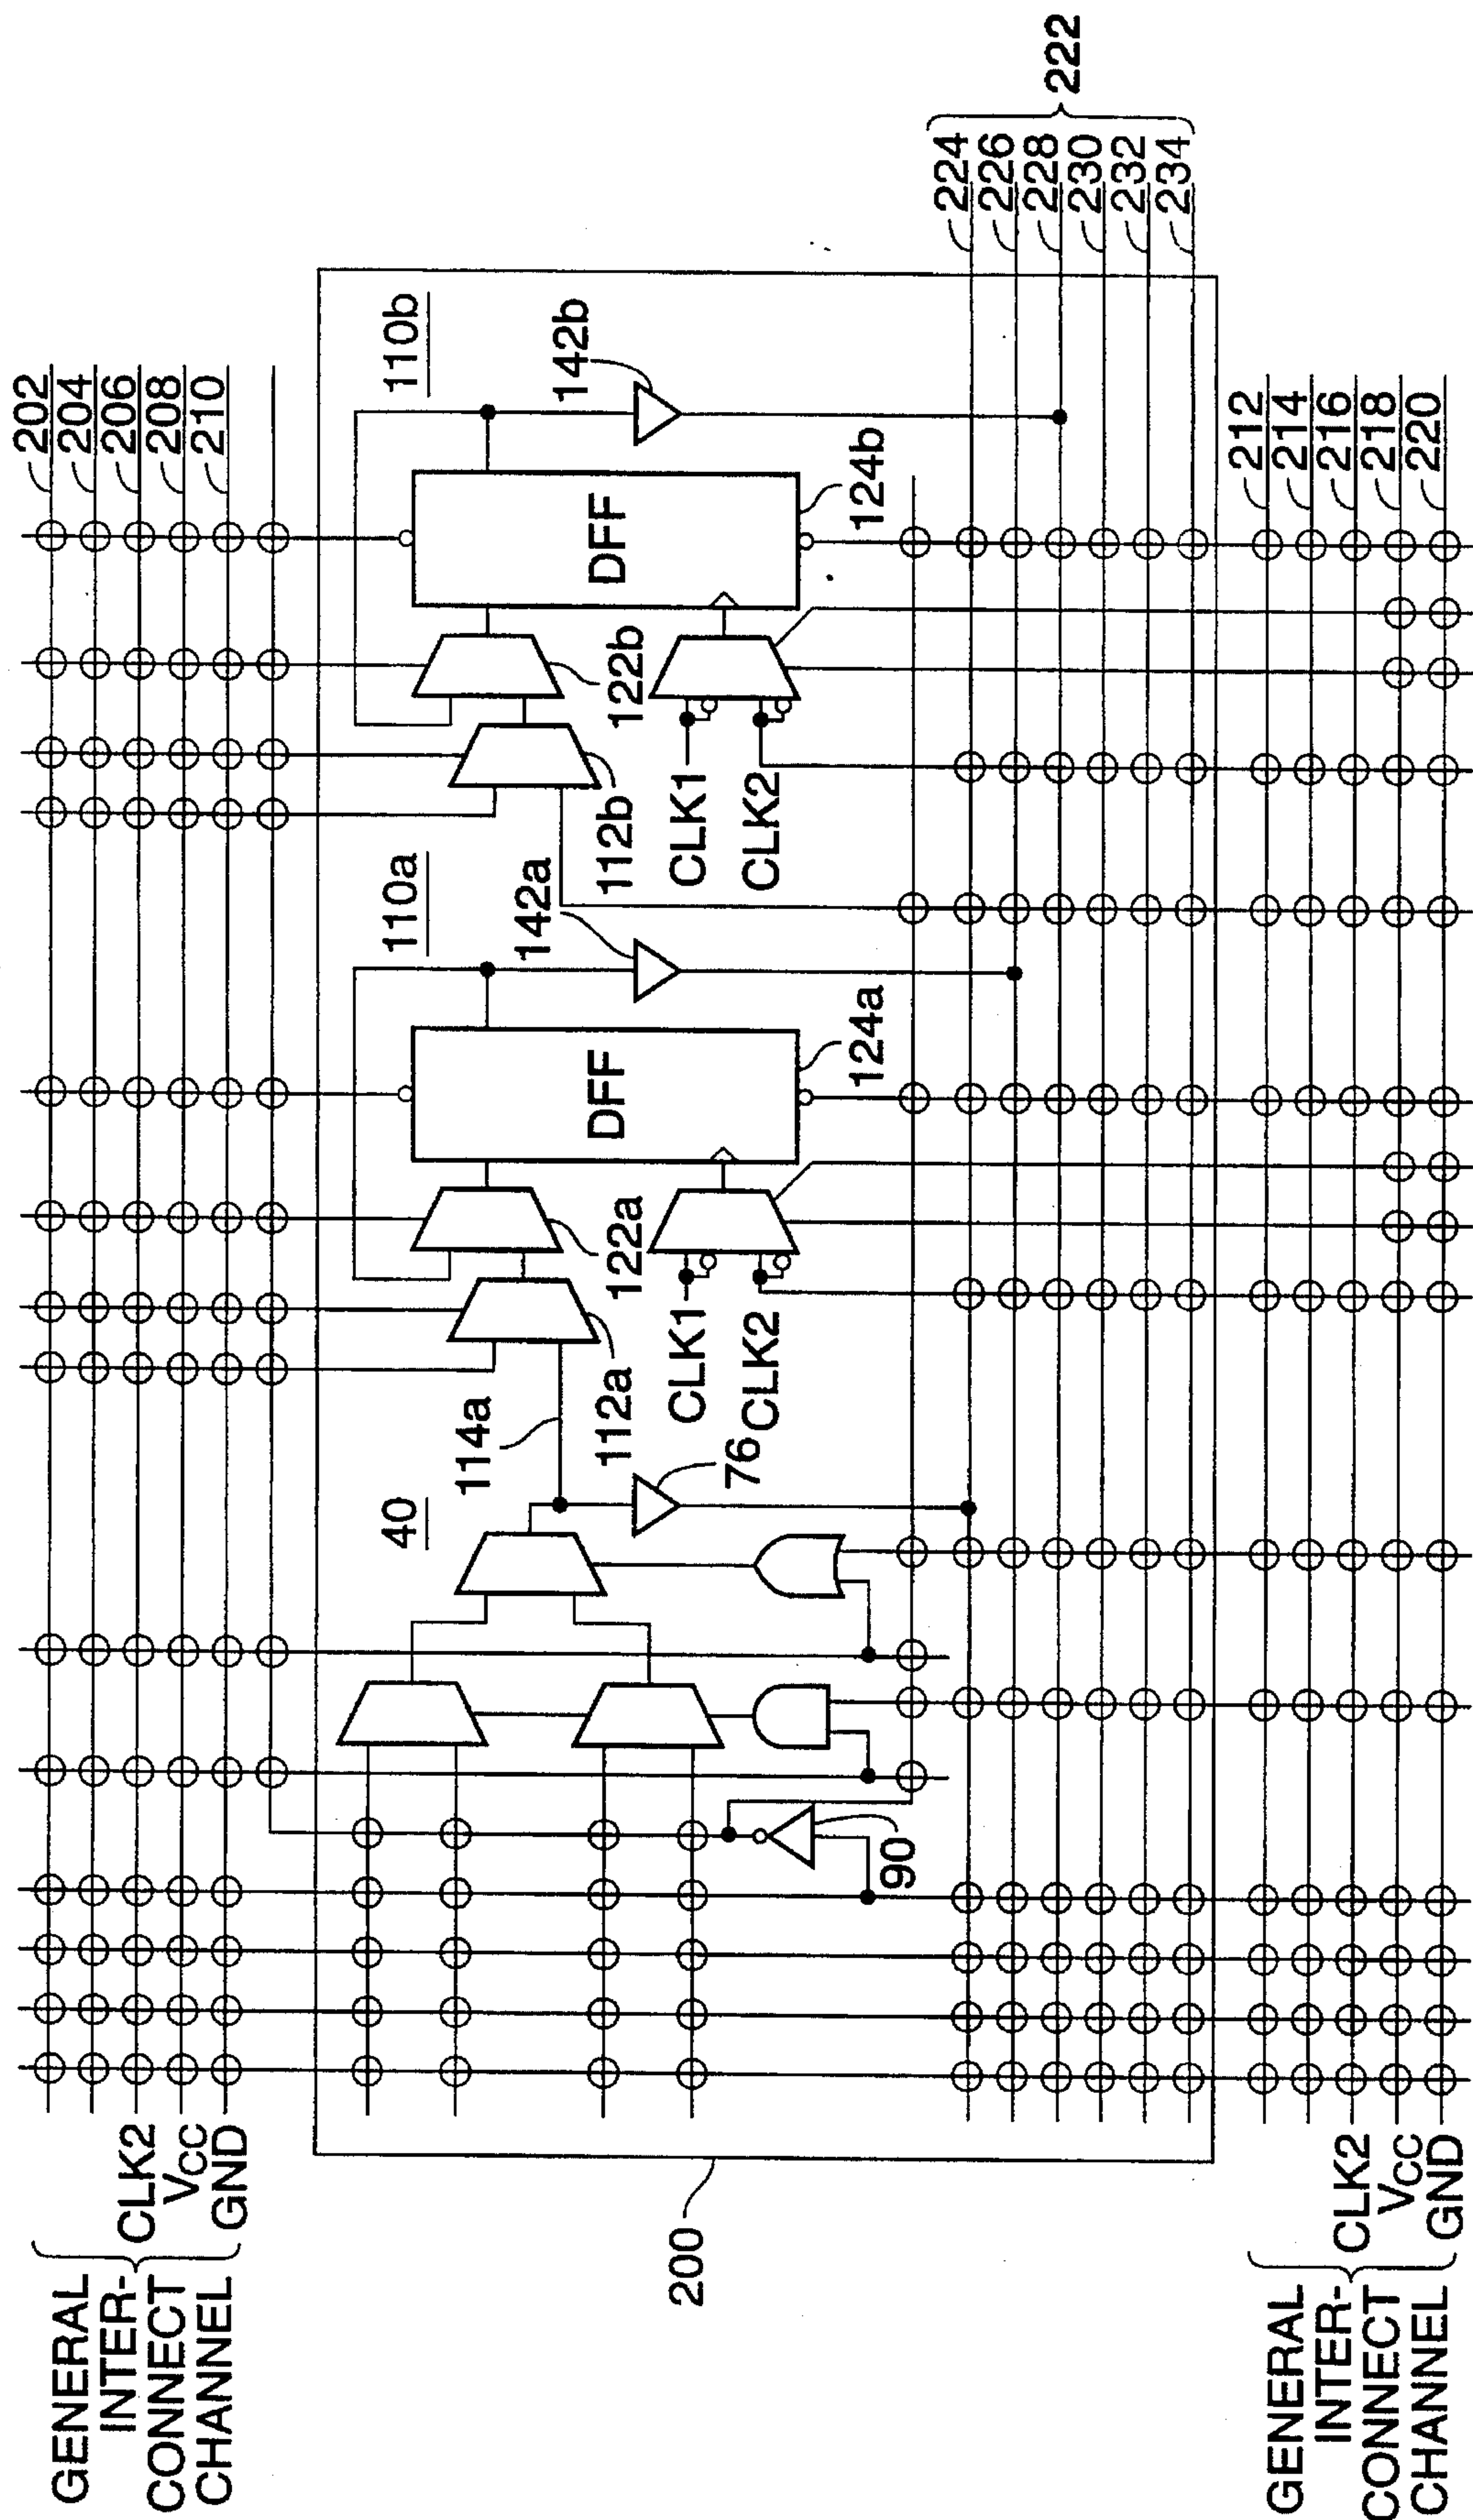 GENERAL
INTER-
CONNECT
CHANNEL
CLK2
VCC
GND
202
204
206
208
210
200
40
114a
110a
110b
90
76
112a
122a
142a
112b
122b
142b
DFF
DFF
124a
124b
CLK1
CLK2
CLK1
CLK2
224
226
228
230
232
234
222
GENERAL
INTER-
CONNECT
CHANNEL
CLK2
VCC
GND
212
214
216
218
220